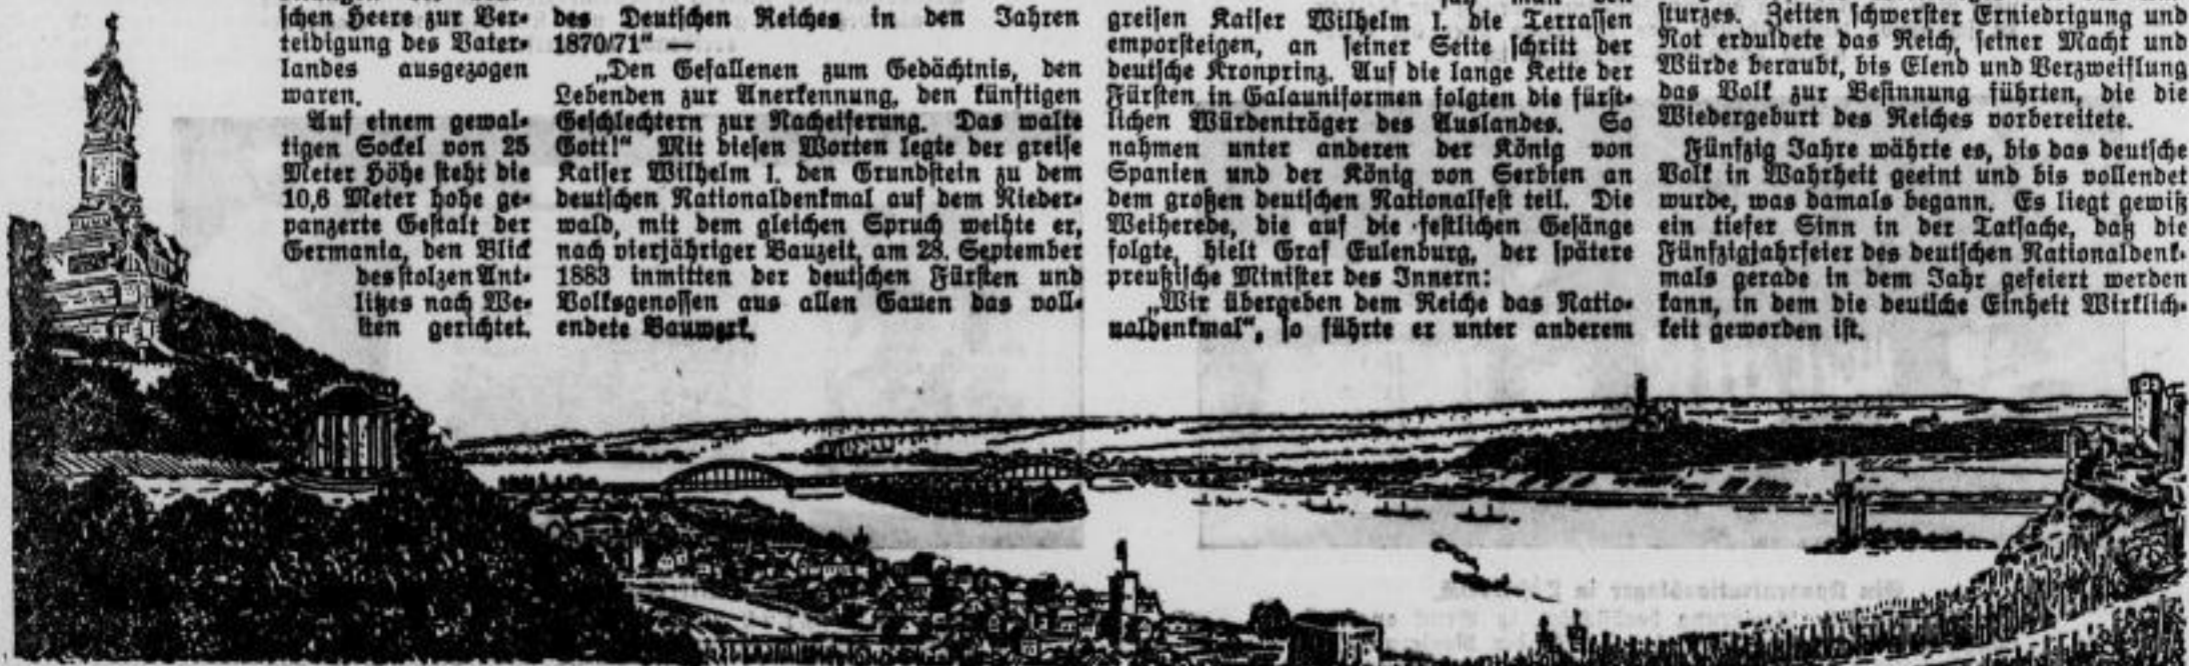 schen Heere zur Ver-
teidigung des Vater-
landes ausgezogen
waren.
Auf einem gewal-
tigen Sockel von 25
Meter Höhe steht die
10,6 Meter hohe ge-
panzerte Gestalt der
Germania, den Blick
des stolzen Ant-
litzes nach We-
sten gerichtet.
des Deutschen Reiches in den Jahren
1870/71“ —
„Den Gefallenen zum Gedächtnis, den
Lebenden zur Anerkennung, den künftigen
Geschlechtern zur Nacheiferung. Das walte
Gott!“ Mit diesen Worten legte der greise
Kaiser Wilhelm I. den Grundstein zu dem
deutschen Nationaldenkmal auf dem Nieder-
wald, mit dem gleichen Spruch weihte er,
nach vierjähriger Bauzeit, am 28. September
1883 inmitten der deutschen Fürsten und
Volksgenossen aus allen Gauen das voll-
endete Bauwerk.
greisen Kaiser Wilhelm I. die Terrassen
emporsteigen, an seiner Seite schritt der
deutsche Kronprinz. Auf die lange Kette der
Fürsten in Galauniformen folgten die fürst-
lichen Würdenträger des Auslandes. So
nahmen unter anderen der König von
Spanien und der König von Serbien an
dem großen deutschen Nationalfest teil. Die
Weiherede, die auf die festlichen Gesänge
folgte, hielt Graf Eulenburg, der spätere
preußische Minister des Innern:
„Wir übergeben dem Reiche das Natio-
naldenkmal“, so führte er unter anderem
sturzes. Zeiten schwerster Erniedrigung und
Not erduldete das Reich, seiner Macht und
Würde beraubt, bis Elend und Verzweiflung
das Volk zur Besinnung führten, die die
Wiedergeburt des Reiches vorbereitete.
Fünfzig Jahre währte es, bis das deutsche
Volk in Wahrheit geeint und bis vollendet
wurde, was damals begann. Es liegt gewiß
ein tiefer Sinn in der Tatsache, daß die
Fünfzigjahrfeier des deutschen Nationaldenk-
mals gerade in dem Jahr gefeiert werden
kann, in dem die deutsche Einheit Wirklich-
keit geworden ist.